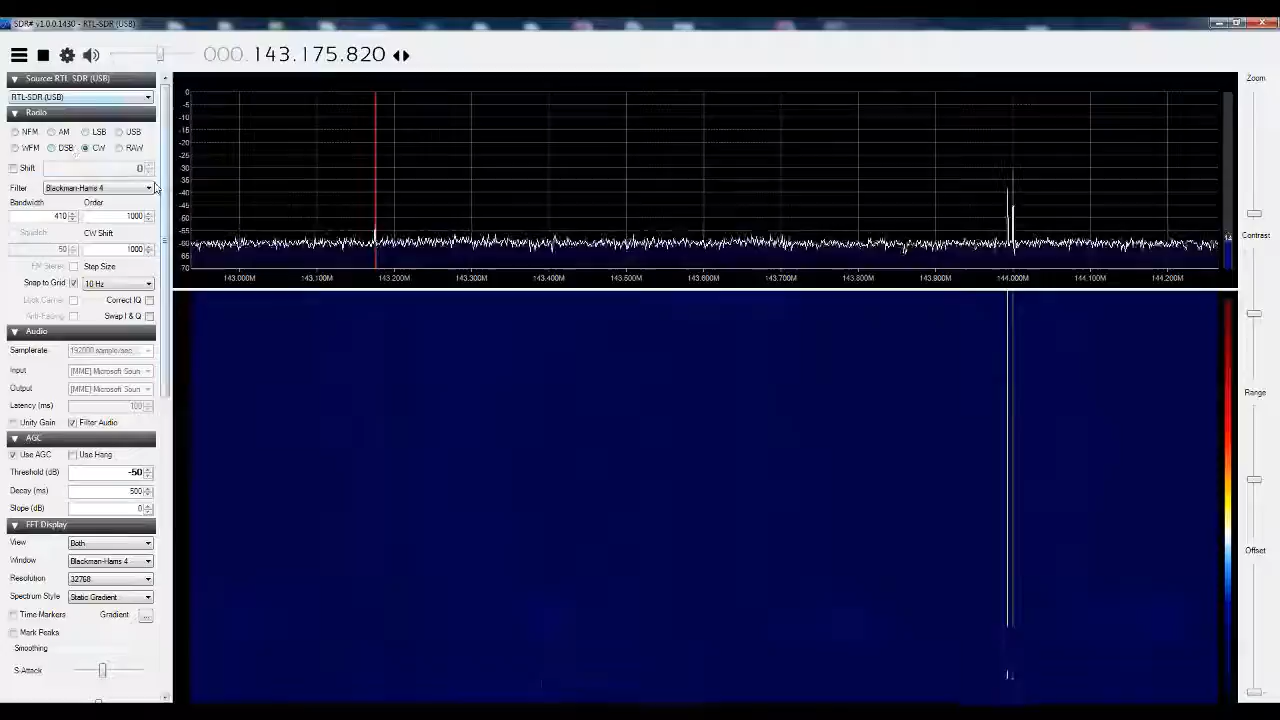 SDR# v1.0.0.1430 - RTL-SDR (USB)
000.143.175.820
Source: RTL SDR (USB)
RTL-SDR (USB)
Radio
NFM AM LSB USB
WFM DSB CW RAW
Shift 0
Filter Blackman-Harris 4
Bandwidth Order
410 1000
Squelch CW Shift
50 1000
FM Stereo Step Size
Snap to Grid 10 Hz
Lock Carrier Correct IQ
Anti-Fading Swap I & Q
Audio
Samplerate 192000 sample/sec
Input [MME] Microsoft Soun
Output [MME] Microsoft Soun
Latency (ms) 100
Unity Gain Filter Audio
AGC
Use AGC Use Hang
Threshold (dB) -50
Decay (ms) 500
Slope (dB) 0
FFT Display
View Both
Window Blackman-Harris 4
Resolution 32768
Spectrum Style Static Gradient
Time Markers Gradient ...
Mark Peaks
Smoothing
S-Attack
0
-5
-10
-15
-20
-25
-30
-35
-40
-45
-50
-55
-60
-65
-70
143.000M 143.100M 143.200M 143.300M 143.400M 143.500M 143.600M 143.700M 143.800M 143.900M 144.000M 144.100M 144.200M
14
Zoom
Contrast
Range
Offset